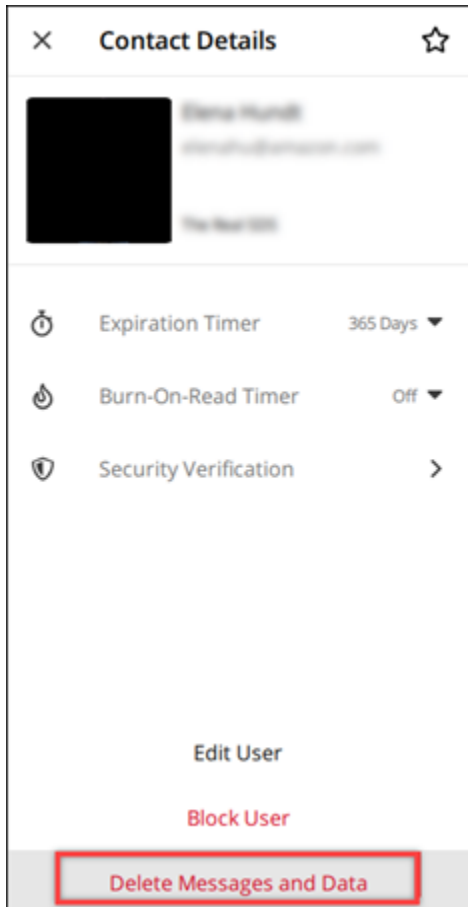 Contact Details
Expiration Timer 365 Days
Burn-On-Read Timer Off
Security Verification
Edit User
Block User
Delete Messages and Data